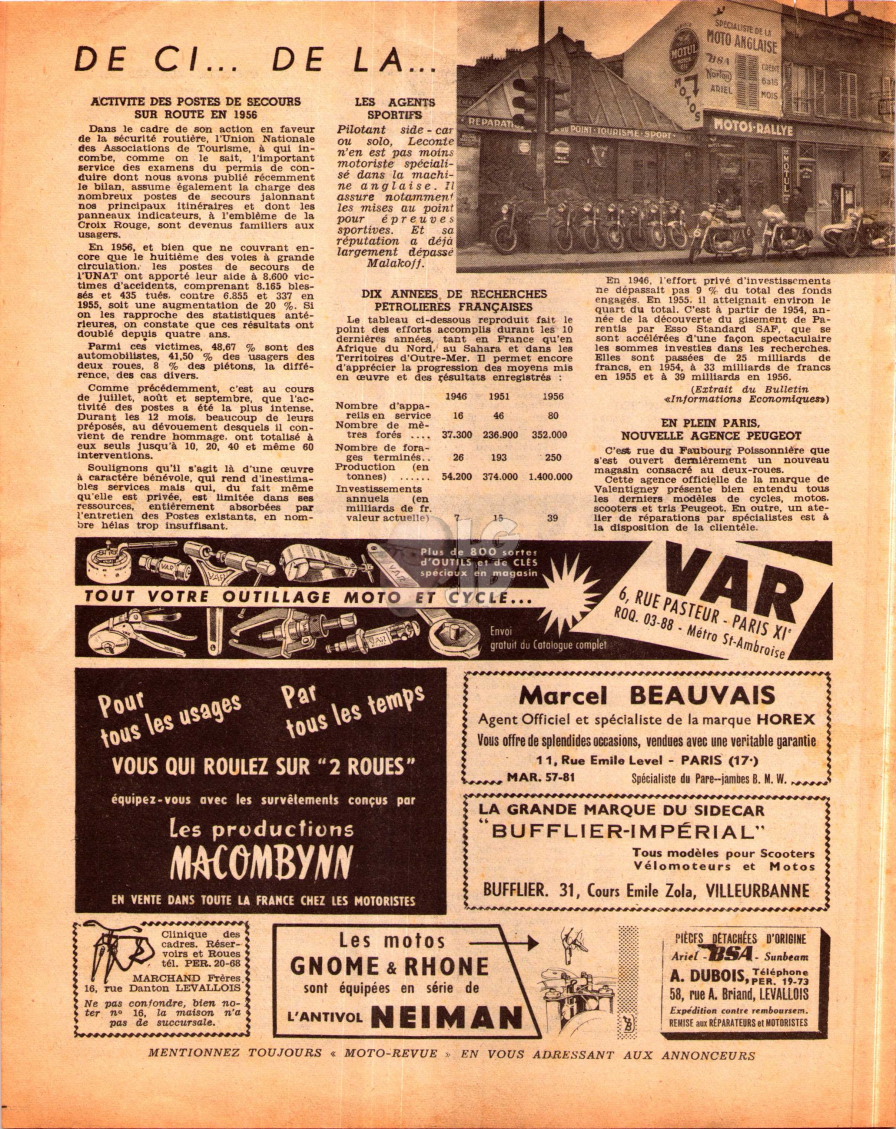 DE CI... DE LA...
ACTIVITE DES POSTES DE SECOURS
SUR ROUTE EN 1956
Dans le cadre de son action en faveur
de la sécurité routière, l'Union Nationale
des Associations de Tourisme, à qui in-
combe, comme on le sait, l'important
service des examens du permis de con-
duire dont nous avons publié récemment
le bilan, assume également la charge des
nombreux postes de secours jalonnant
nos principaux itinéraires et dont les
panneaux indicateurs, à l'emblème de la
Croix Rouge, sont devenus familiers aux
usagers.
En 1956, et bien que ne couvrant en-
core que le huitième des voies à grande
circulation, les postes de secours de
l'UNAT ont apporté leur aide à 8.600 vic-
times d'accidents, comprenant 8.165 bles-
sés et 435 tués, contre 6.855 et 337 en
1955, soit une augmentation de 20 %. Si
on les rapproche des statistiques anté-
rieures, on constate que ces résultats ont
doublé depuis quatre ans.
Parmi ces victimes, 48,67 % sont des
automobilistes, 41,50 % des usagers des
deux roues, 8 % des piétons, la diffé-
rence, des cas divers.
Comme précédemment, c'est au cours
de juillet, août et septembre, que l'ac-
tivité des postes a été la plus intense.
Durant les 12 mois, beaucoup de leurs
préposés, au dévouement desquels il con-
vient de rendre hommage, ont totalisé à
eux seuls jusqu'à 10, 20, 40 et même 60
interventions.
Soulignons qu'il s'agit là d'une œuvre
à caractère bénévole, qui rend d'inestima-
bles services mais qui, du fait même
qu'elle est privée, est limitée dans ses
ressources, entièrement absorbées par
l'entretien des Postes existants, en nom-
bre hélas trop insuffisant.
LES AGENTS
SPORTIFS
Pilotant side-car
ou solo, Leconte
n'en est pas moins
motoriste spéciali-
sé dans la machi-
ne anglaise. Il
assure notamment
les mises au point
pour épreuves
sportives. Et sa
réputation a déjà
largement dépassé
Malakoff.
SPECIALISTE DE LA
MOTO ANGLAISE
BSA
Norton
ARIEL
CREDIT
MOIS
MOTUL
MOTOS
REPARATI
POINT-TOURISME-SPORT-
MOTOS-RALLYE
MOTUL
DIX ANNEES DE RECHERCHES
PETROLIERES FRANÇAISES
Le tableau ci-dessous reproduit fait le
point des efforts accomplis durant les 10
dernières années, tant en France qu'en
Afrique du Nord, au Sahara et dans les
Territoires d'Outre-Mer. Il permet encore
d'apprécier la progression des moyens mis
en œuvre et des résultats enregistrés :
1946 1951 1956
Nombre d'appa-
reils en service 16 46 80
Nombre de mè-
tres forés .... 37.300 236.900 352.000
Nombre de fora-
ges terminés.. 26 193 250
Production (en
tonnes) ...... 54.200 374.000 1.400.000
Investissements
annuels (en
milliards de fr.
valeur actuelle) 7 15 39
En 1946, l'effort privé d'investissements
ne dépassait pas 9 % du total des fonds
engagés. En 1955, il atteignait environ le
quart du total. C'est à partir de 1954, an-
née de la découverte du gisement de Pa-
rentis par Esso Standard SAF, que se
sont accélérées d'une façon spectaculaire
les sommes investies dans les recherches.
Elles sont passées de 25 milliards de
francs, en 1954, à 33 milliards de francs
en 1955 et à 39 milliards en 1956.
(Extrait du Bulletin
«Informations Economiques»)
EN PLEIN PARIS,
NOUVELLE AGENCE PEUGEOT
C'est rue du Faubourg Poissonnière que
s'est ouvert dernièrement un nouveau
magasin consacré au deux-roues.
Cette agence officielle de la marque de
Valentigney présente bien entendu tous
les derniers modèles de cycles, motos,
scooters et tris Peugeot. En outre, un ate-
lier de réparations par spécialistes est à
la disposition de la clientèle.
Plus de 800 sortes
d'OUTILS et de CLÉS
spéciaux en magasin
TOUT VOTRE OUTILLAGE MOTO ET CYCLE...
Envoi
gratuit du Catalogue complet
VAR
6, RUE PASTEUR - PARIS XIe
ROQ. 03-88 - Métro St-Ambroise
Pour
tous les usages
Par
tous les temps
VOUS QUI ROULEZ SUR "2 ROUES"
équipez-vous avec les survêtements conçus par
Les productions
MACOMBYNN
EN VENTE DANS TOUTE LA FRANCE CHEZ LES MOTORISTES
Marcel BEAUVAIS
Agent Officiel et spécialiste de la marque HOREX
Vous offre de splendides occasions, vendues avec une veritable garantie
11, Rue Emile Level - PARIS (17e)
MAR. 57-81 Spécialiste du Pare--jambes B. M. W.
LA GRANDE MARQUE DU SIDECAR
"BUFFLIER-IMPÉRIAL"
Tous modèles pour Scooters
Vélomoteurs et Motos
BUFFLIER. 31, Cours Emile Zola, VILLEURBANNE
Clinique des
cadres. Réser-
voirs et Roues
tél. PER. 20-68
MARCHAND Frères
16, rue Danton LEVALLOIS
Ne pas confondre, bien no-
ter n° 16, la maison n'a
pas de succursale.
Les motos
GNOME & RHONE
sont équipées en série de
L'ANTIVOL NEIMAN
PIÈCES DÉTACHÉES D'ORIGINE
Ariel - BSA - Sunbeam
A. DUBOIS, Téléphone PER. 19-73
58, rue A. Briand, LEVALLOIS
Expédition contre remboursem.
REMISE aux RÉPARATEURS et MOTORISTES
MENTIONNEZ TOUJOURS « MOTO-REVUE » EN VOUS ADRESSANT AUX ANNONCEURS